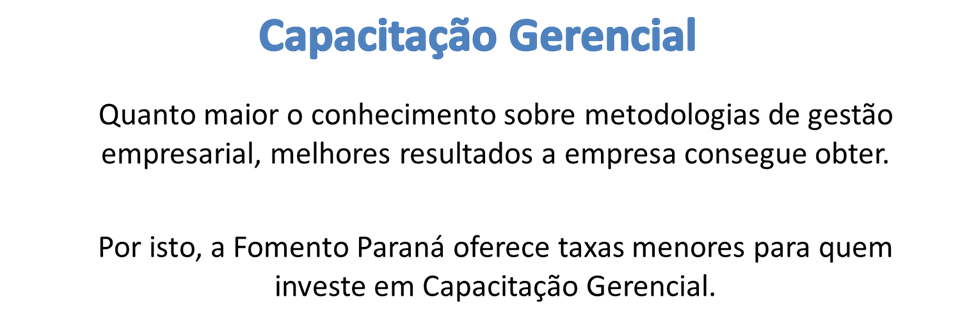 Capacitação Gerencial
Quanto maior o conhecimento sobre metodologias de gestão
empresarial, melhores resultados a empresa consegue obter.
Por isto, a Fomento Paraná oferece taxas menores para quem
investe em Capacitação Gerencial.